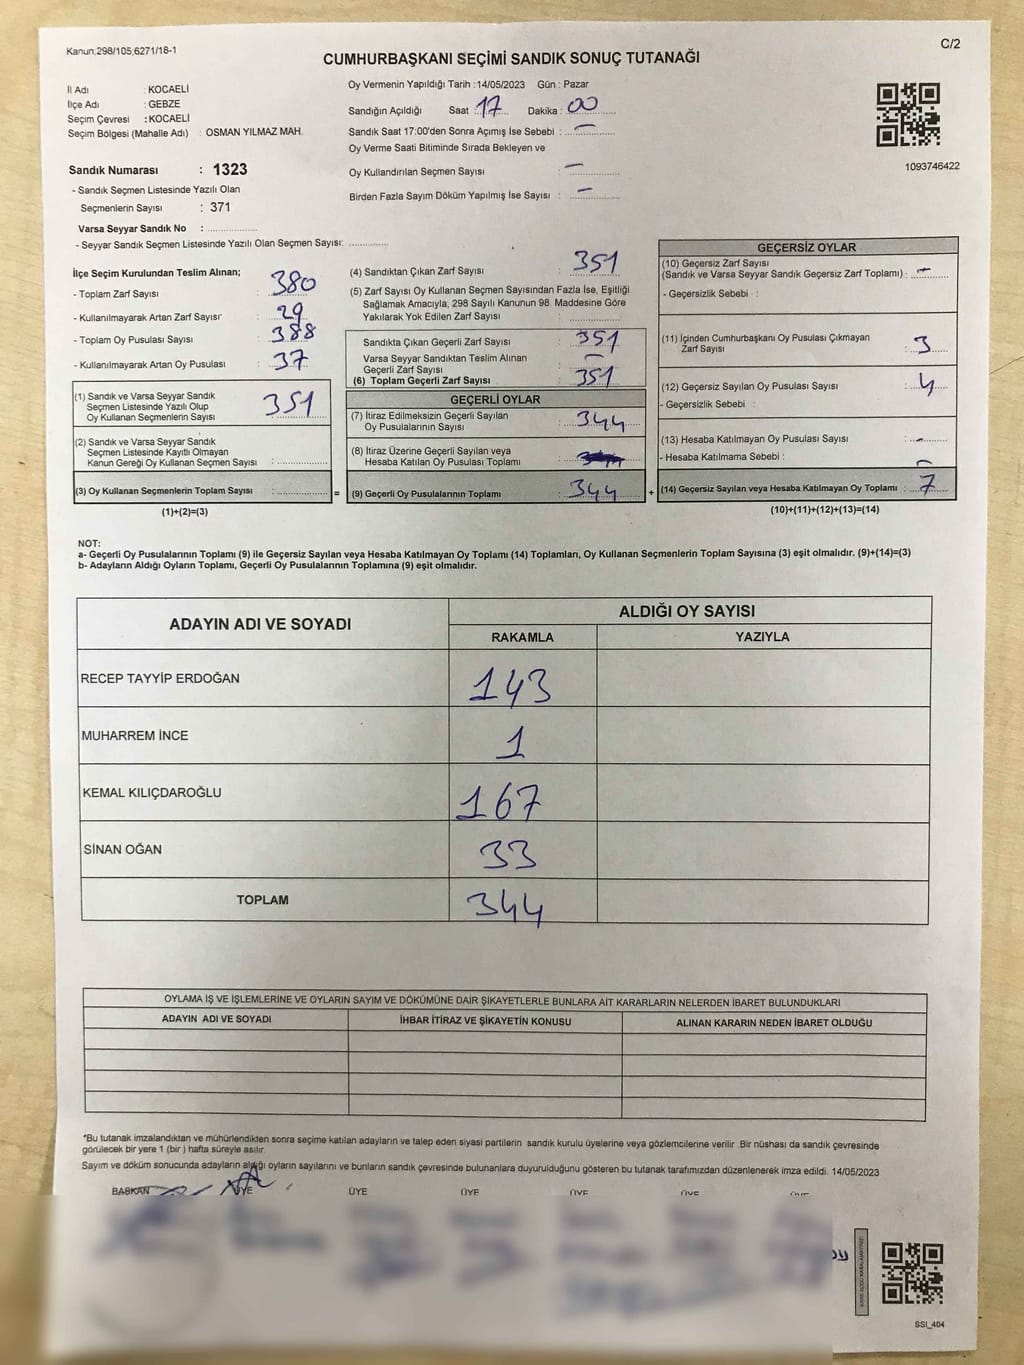 Kanun,298/105,6271/18-1
C/2
CUMHURBAŞKANI SEÇİMİ SANDIK SONUÇ TUTANAĞI
İl Adı : KOCAELİ
İlçe Adı : GEBZE
Seçim Çevresi : KOCAELİ
Seçim Bölgesi (Mahalle Adı) : OSMAN YILMAZ MAH.
Sandık Numarası : 1323
- Sandık Seçmen Listesinde Yazılı Olan
Seçmenlerin Sayısı : 371
Varsa Seyyar Sandık No : ..............
- Seyyar Sandık Seçmen Listesinde Yazılı Olan Seçmen Sayısı: ............
Oy Vermenin Yapıldığı Tarih : 14/05/2023 Gün : Pazar
Sandığın Açıldığı Saat : 17 Dakika : 00
Sandık Saat 17:00'den Sonra Açımış İse Sebebi : —
Oy Verme Saati Bitiminde Sırada Bekleyen ve
Oy Kullandırılan Seçmen Sayısı : —
Birden Fazla Sayım Döküm Yapılmış İse Sayısı : —
1093746422
İlçe Seçim Kurulundan Teslim Alınan;
- Toplam Zarf Sayısı : 380
- Kullanılmayarak Artan Zarf Sayısı : 29
- Toplam Oy Pusulası Sayısı : 388
- Kullanılmayarak Artan Oy Pusulası : 37
(1) Sandık ve Varsa Seyyar Sandık
Seçmen Listesinde Yazılı Olup
Oy Kullanan Seçmenlerin Sayısı : 351
(2) Sandık ve Varsa Seyyar Sandık
Seçmen Listesinde Kayıtlı Olmayan
Kanun Gereği Oy Kullanan Seçmen Sayısı : ............
(3) Oy Kullanan Seçmenlerin Toplam Sayısı : ............ =
(1)+(2)=(3)
(4) Sandıktan Çıkan Zarf Sayısı : 351
(5) Zarf Sayısı Oy Kullanan Seçmen Sayısından Fazla İse, Eşitliği
Sağlamak Amacıyla, 298 Sayılı Kanunun 98. Maddesine Göre
Yakılarak Yok Edilen Zarf Sayısı : ............
Sandıkta Çıkan Geçerli Zarf Sayısı : 351
Varsa Seyyar Sandıktan Teslim Alınan
Geçerli Zarf Sayısı : —
(6) Toplam Geçerli Zarf Sayısı : 351
GEÇERLİ OYLAR
(7) İtiraz Edilmeksizin Geçerli Sayılan
Oy Pusulalarının Sayısı : 344
(8) İtiraz Üzerine Geçerli Sayılan veya
Hesaba Katılan Oy Pusulası Toplamı :
(9) Geçerli Oy Pusulalarının Toplamı : 344 +
GEÇERSİZ OYLAR
(10) Geçersiz Zarf Sayısı
(Sandık ve Varsa Seyyar Sandık Geçersiz Zarf Toplamı) : —
- Geçersizlik Sebebi :
(11) İçinden Cumhurbaşkanı Oy Pusulası Çıkmayan
Zarf Sayısı : 3
(12) Geçersiz Sayılan Oy Pusulası Sayısı : 4
- Geçersizlik Sebebi :
(13) Hesaba Katılmayan Oy Pusulası Sayısı : —
- Hesaba Katılmama Sebebi : —
(14) Geçersiz Sayılan veya Hesaba Katılmayan Oy Toplamı : 7
(10)+(11)+(12)+(13)=(14)
NOT:
a- Geçerli Oy Pusulalarının Toplamı (9) ile Geçersiz Sayılan veya Hesaba Katılmayan Oy Toplamı (14) Toplamları, Oy Kullanan Seçmenlerin Toplam Sayısına (3) eşit olmalıdır. (9)+(14)=(3)
b- Adayların Aldığı Oyların Toplamı, Geçerli Oy Pusulalarının Toplamına (9) eşit olmalıdır.
ADAYIN ADI VE SOYADI
ALDIĞI OY SAYISI
RAKAMLA YAZIYLA
RECEP TAYYİP ERDOĞAN 143
MUHARREM İNCE 1
KEMAL KILIÇDAROĞLU 167
SİNAN OĞAN 33
TOPLAM 344
OYLAMA İŞ VE İŞLEMLERİNE VE OYLARIN SAYIM VE DÖKÜMÜNE DAİR ŞİKAYETLERLE BUNLARA AİT KARARLARIN NELERDEN İBARET BULUNDUKLARI
ADAYIN ADI VE SOYADI İHBAR İTİRAZ VE ŞİKAYETİN KONUSU ALINAN KARARIN NEDEN İBARET OLDUĞU
*Bu tutanak imzalandıktan ve mühürlendikten sonra seçime katılan adayların ve talep eden siyasi partilerin sandık kurulu üyelerine veya gözlemcilerine verilir .Bir nüshası da sandık çevresinde
görülecek bir yere 1 (bir ) hafta süreyle asılır.
Sayım ve döküm sonucunda adayların aldığı oyların sayılarını ve bunların sandık çevresinde bulunanlara duyurulduğunu gösteren bu tutanak tarafımızdan düzenlenerek imza edildi. 14/05/2023
BAŞKAN ÜYE ÜYE ÜYE ÜYE ÜYE ÜYE
SSI_404